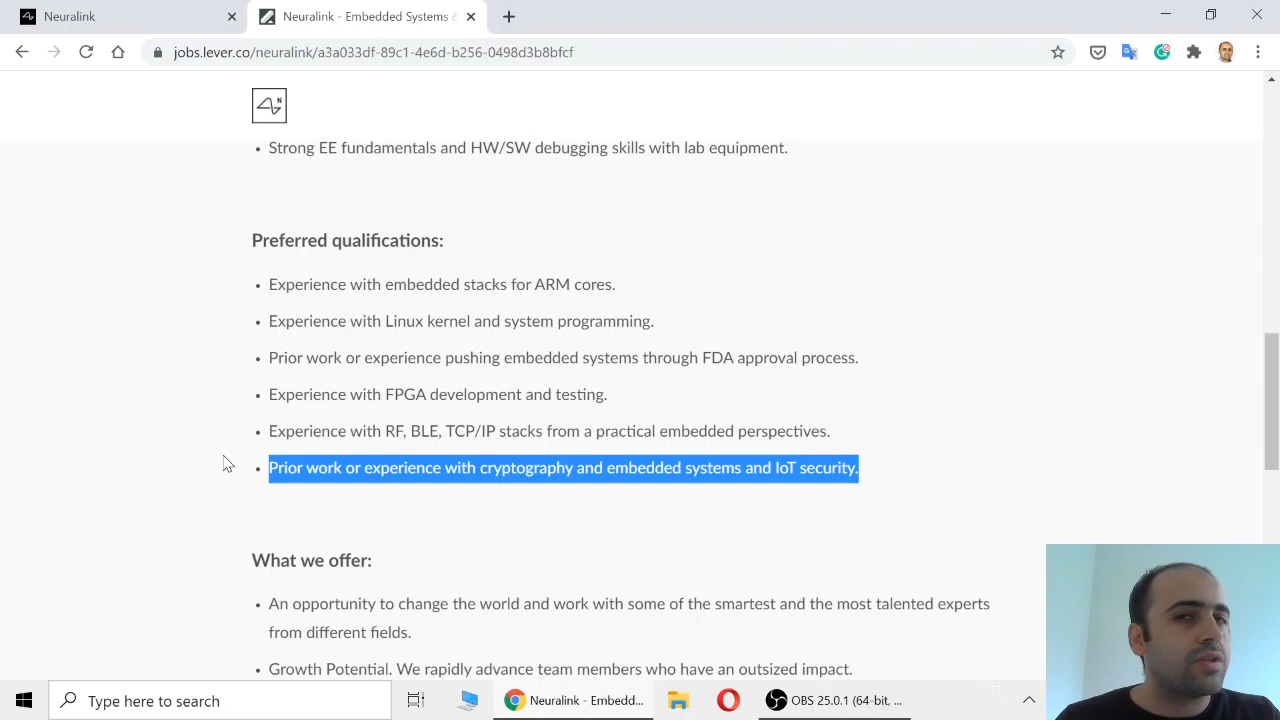 Neuralink
Neuralink - Embedded Systems &
jobs.lever.co/neuralink/a3a033df-89c1-4e6d-b256-0498d3b8bfcf
N
• Strong EE fundamentals and HW/SW debugging skills with lab equipment.
Preferred qualifications:
• Experience with embedded stacks for ARM cores.
• Experience with Linux kernel and system programming.
• Prior work or experience pushing embedded systems through FDA approval process.
• Experience with FPGA development and testing.
• Experience with RF, BLE, TCP/IP stacks from a practical embedded perspectives.
• Prior work or experience with cryptography and embedded systems and IoT security.
What we offer:
• An opportunity to change the world and work with some of the smartest and the most talented experts
from different fields.
• Growth Potential. We rapidly advance team members who have an outsized impact.
Type here to search
Neuralink - Embedd...
OBS 25.0.1 (64-bit, ...